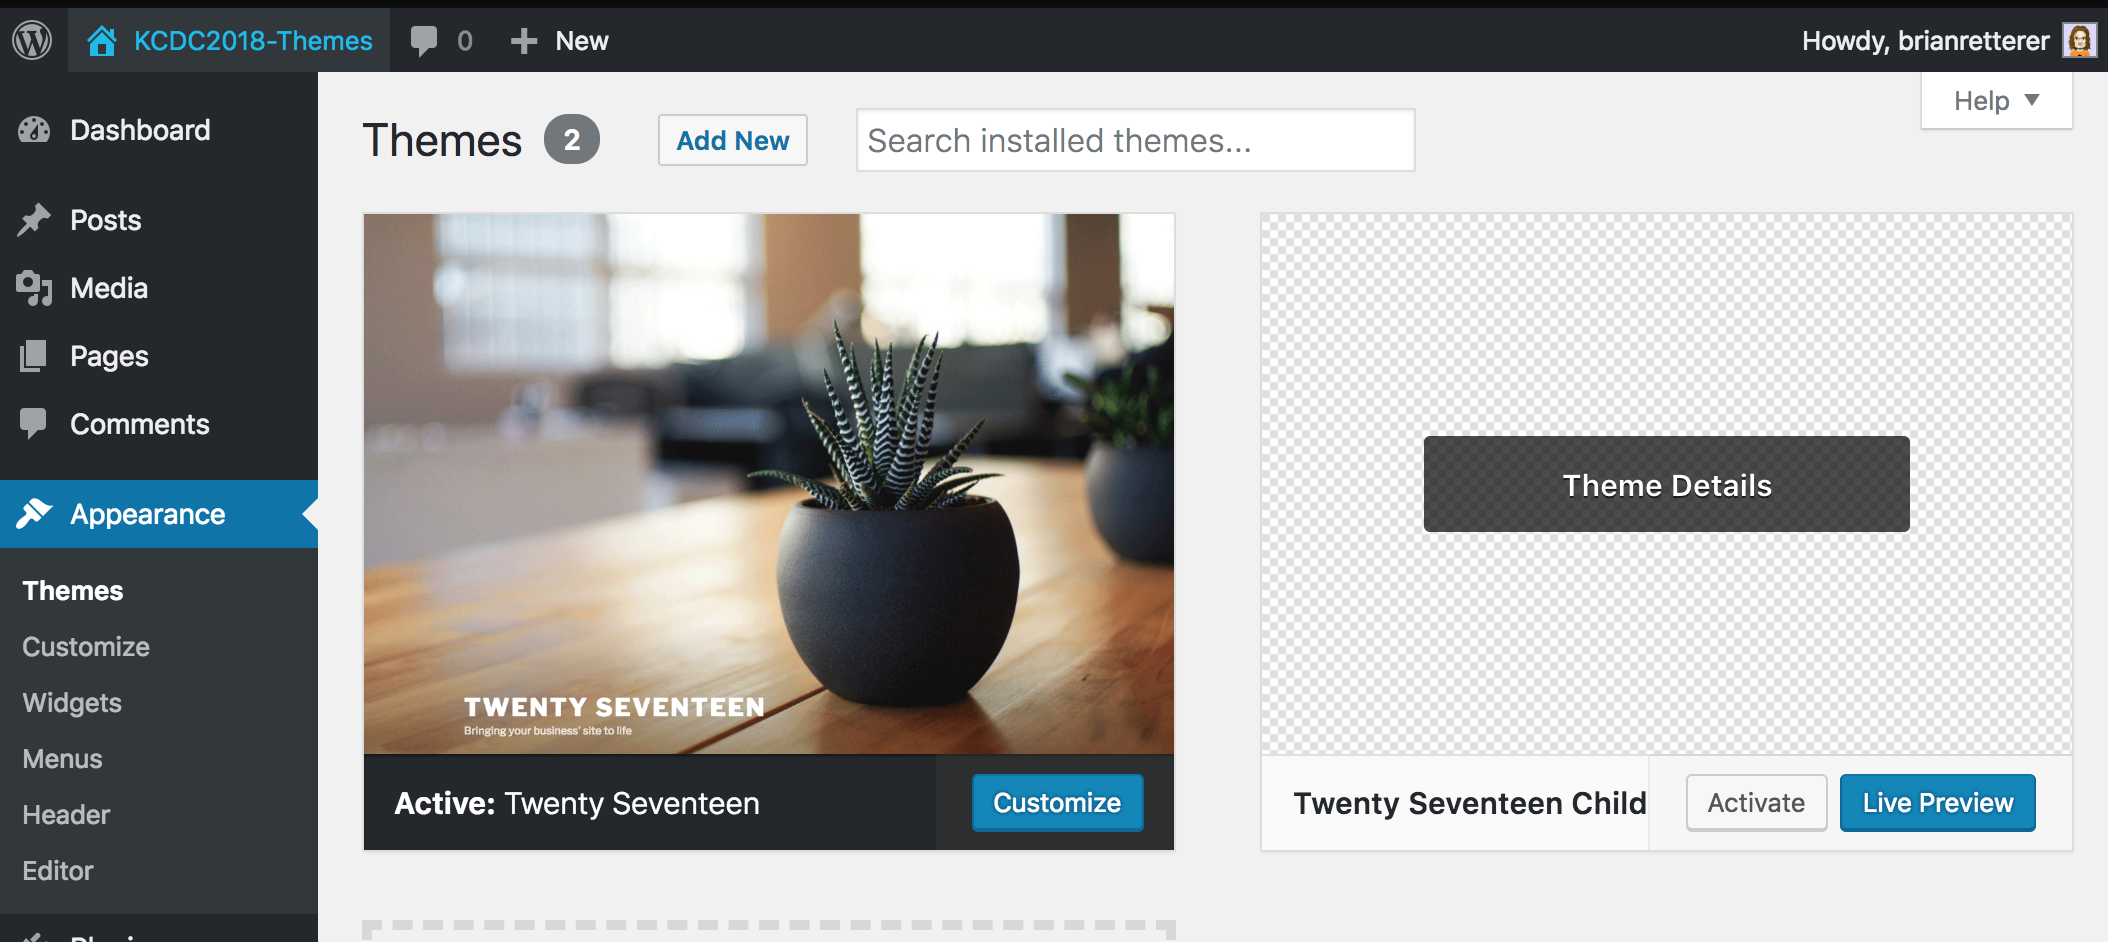 KCDC2018-Themes 0 New Howdy, brianretterer
Help
Dashboard
Posts
Media
Pages
Comments
Appearance
Themes
Customize
Widgets
Menus
Header
Editor
Themes 2 Add New Search installed themes...
TWENTY SEVENTEEN
Bringing your business' site to life
Active: Twenty Seventeen Customize
Theme Details
Twenty Seventeen Child Activate Live Preview